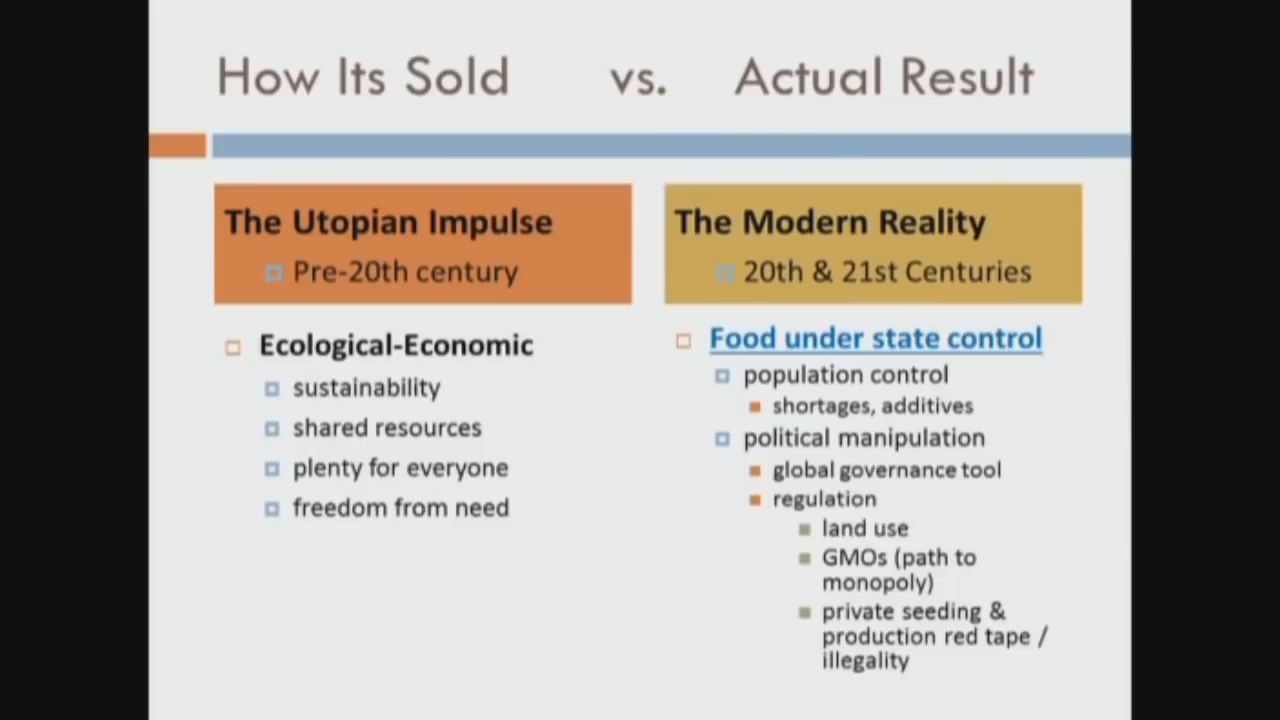 How Its Sold vs. Actual Result
The Utopian Impulse
Pre-20th century
Ecological-Economic
sustainability
shared resources
plenty for everyone
freedom from need
The Modern Reality
20th & 21st Centuries
Food under state control
population control
shortages, additives
political manipulation
global governance tool
regulation
land use
GMOs (path to
monopoly)
private seeding &
production red tape /
illegality